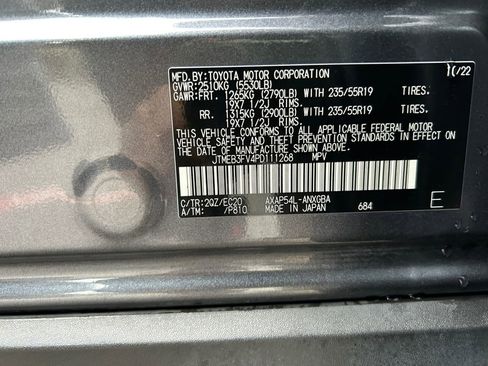 MFD.BY:TOYOTA MOTOR CORPORATION 10/22
GVWR:2510KG (5530LB)
GAWR:FRT. 1265KG (2790LB) WITH 235/55R19 TIRES.
19X7 1/2J RIMS.
RR. 1315KG (2900LB) WITH 235/55R19 TIRES.
19X7 1/2J RIMS.
THIS VEHICLE CONFORMS TO ALL APPLICABLE FEDERAL MOTOR
VEHICLE SAFETY AND THEFT PREVENTION STANDARDS IN EFFECT
ON THE DATE OF MANUFACTURE SHOWN ABOVE.
JTMEB3FV4PD111268 MPV
C/TR:2QZ/EC20 AXAP54L-ANXGBA
A/TM: /P810 MADE IN JAPAN 684
E